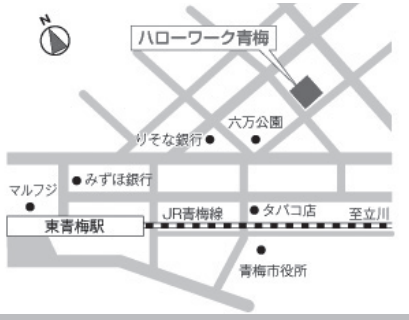 N
ハローワーク青梅
六万公園
りそな銀行
みずほ銀行
マルフジ
JR青梅線
タバコ店
至立川
東青梅駅
青梅市役所